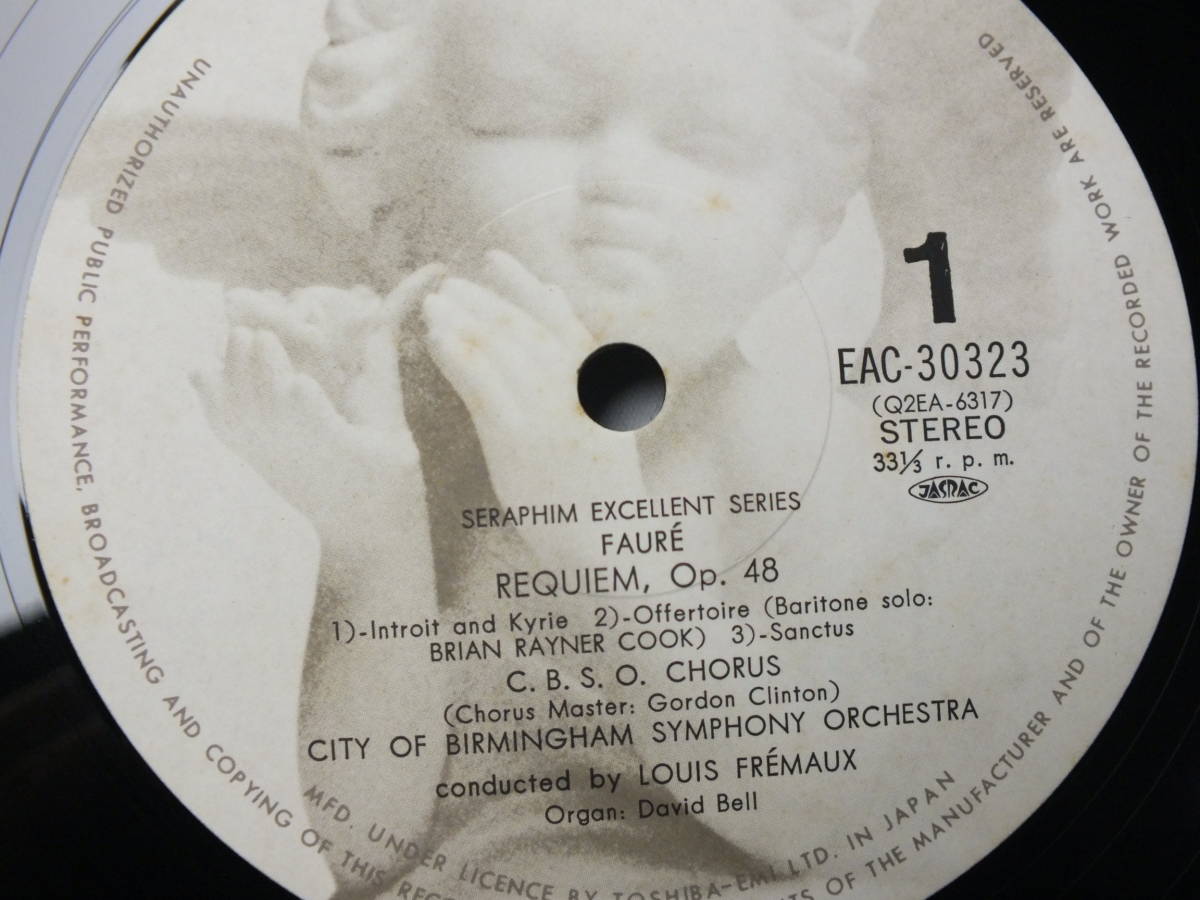 1
EAC-30323
(Q2EA-6317)
STEREO
33⅓ r. p. m.
JASRAC
SERAPHIM EXCELLENT SERIES
FAURÉ
REQUIEM, Op. 48
1)-Introit and Kyrie 2)-Offertoire (Baritone solo:
BRIAN RAYNER COOK) 3)-Sanctus
C. B. S. O. CHORUS
(Chorus Master: Gordon Clinton)
CITY OF BIRMINGHAM SYMPHONY ORCHESTRA
conducted by LOUIS FRÉMAUX
Organ: David Bell
MFD. UNDER LICENCE BY TOSHIBA-EMI LTD. IN JAPAN
UNAUTHORIZED PUBLIC PERFORMANCE, BROADCASTING AND COPYING OF THIS
OF THE MANUFACTURER AND OF THE OWNER OF THE RECORDED WORK ARE RESERVED